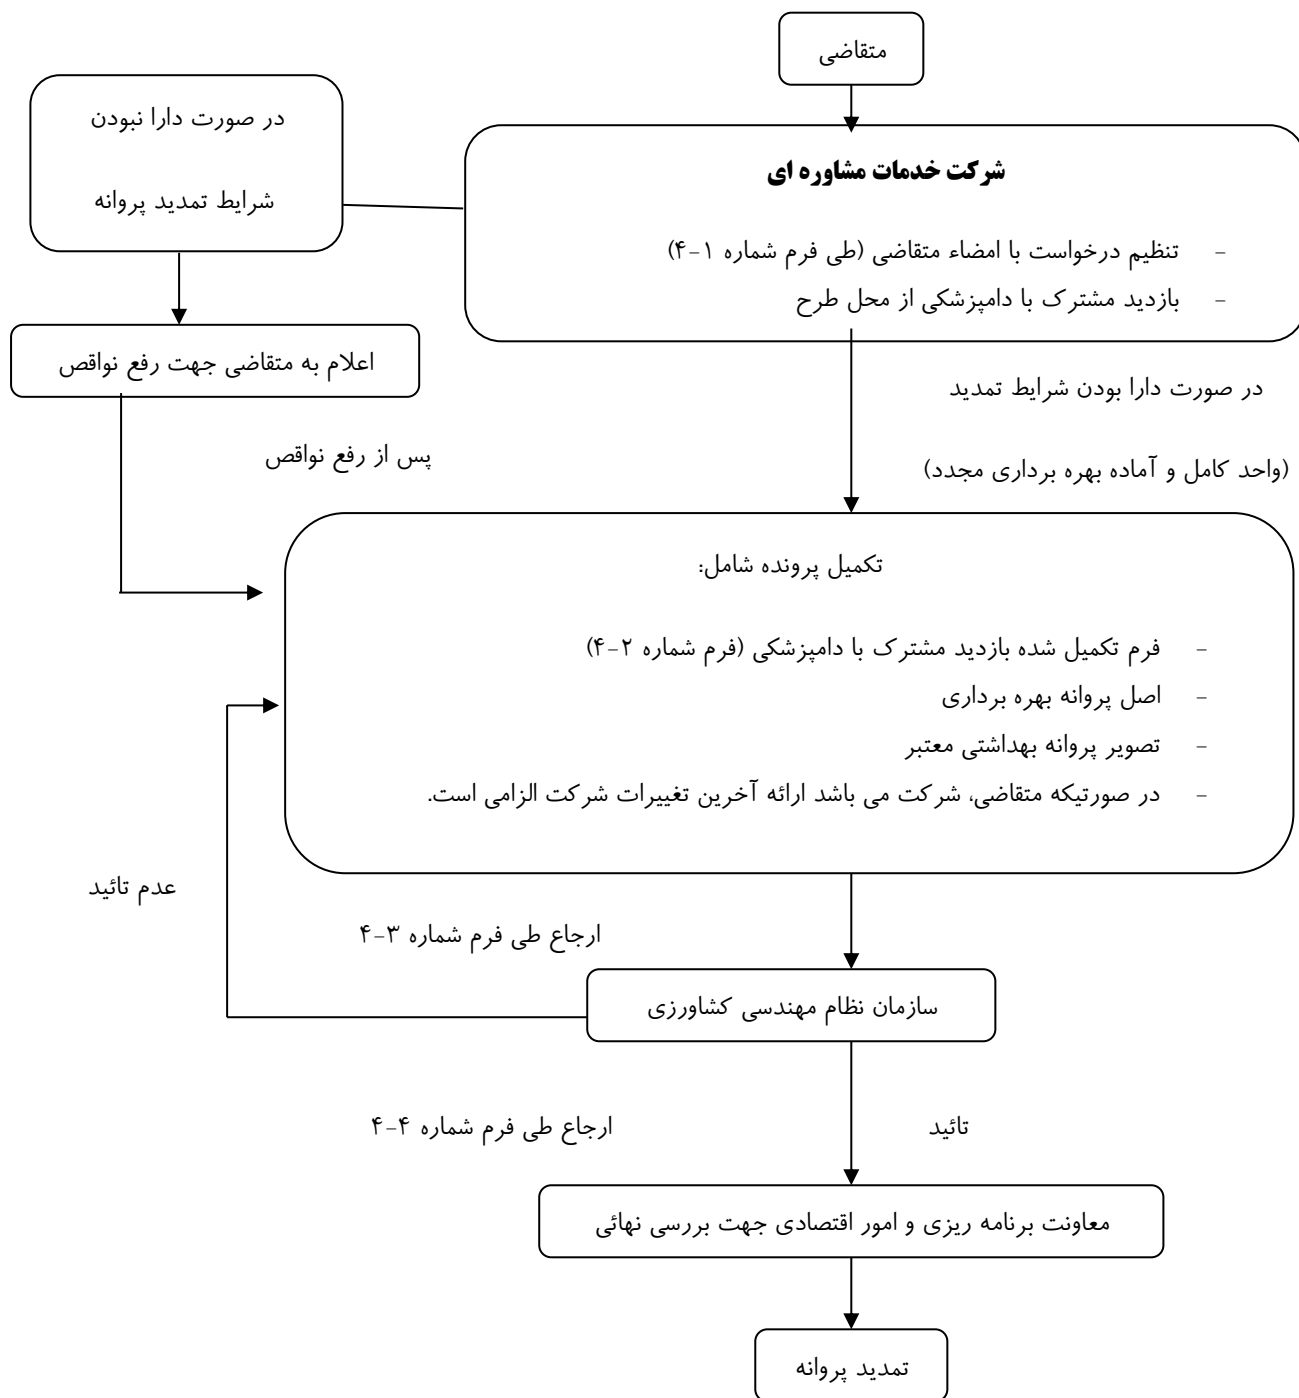 متقاضی
در صورت دارا نبودن
شرایط تمدید پروانه
شرکت خدمات مشاوره ای
- تنظیم درخواست با امضاء متقاضی (طی فرم شماره ۱-۴)
- بازدید مشترک با دامپزشکی از محل طرح
اعلام به متقاضی جهت رفع نواقص
در صورت دارا بودن شرایط تمدید
(واحد کامل و آماده بهره برداری مجدد)
پس از رفع نواقص
تکمیل پرونده شامل:
- فرم تکمیل شده بازدید مشترک با دامپزشکی (فرم شماره ۲-۴)
- اصل پروانه بهره برداری
- تصویر پروانه بهداشتی معتبر
- در صورتیکه متقاضی، شرکت می باشد ارائه آخرین تغییرات شرکت الزامی است.
عدم تائید
ارجاع طی فرم شماره ۳-۴
سازمان نظام مهندسی کشاورزی
تائید
ارجاع طی فرم شماره ۴-۴
معاونت برنامه ریزی و امور اقتصادی جهت بررسی نهائی
تمدید پروانه